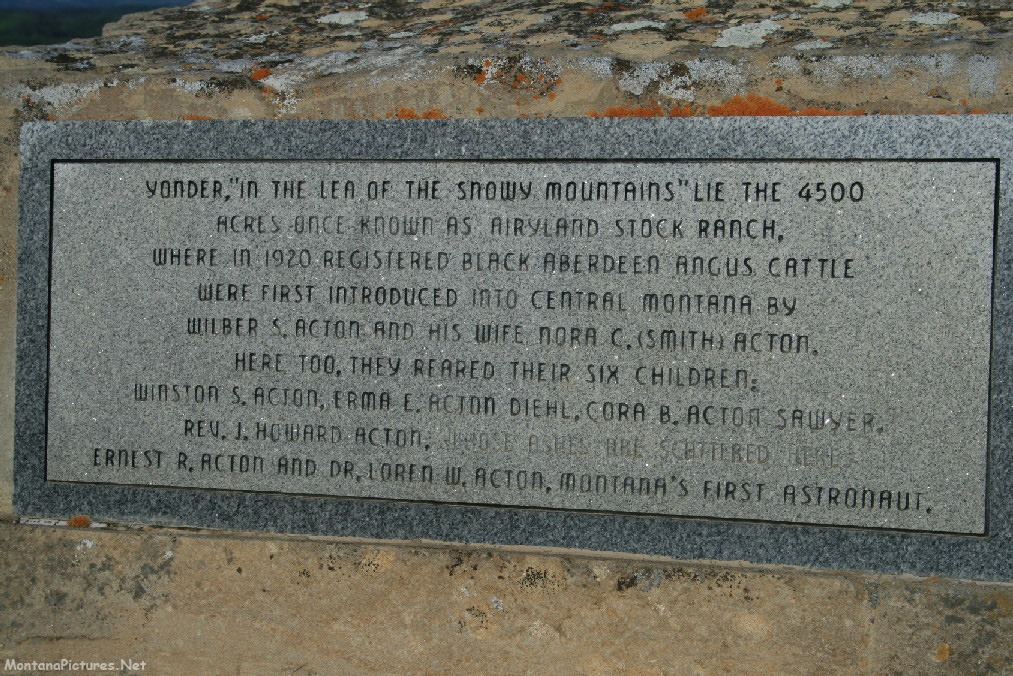 YONDER, "IN THE LEA OF THE SNOWY MOUNTAINS" LIE THE 4500
ACRES ONCE KNOWN AS AIRYLAND STOCK RANCH,
WHERE IN 1920 REGISTERED BLACK ABERDEEN ANGUS CATTLE
WERE FIRST INTRODUCED INTO CENTRAL MONTANA BY
WILBER S. ACTON AND HIS WIFE NORA C. (SMITH) ACTON.
HERE TOO, THEY REARED THEIR SIX CHILDREN:
WINSTON S. ACTON, ERMA E. ACTON DIEHL, CORA B. ACTON SAWYER,
REV. J. HOWARD ACTON, WHOSE ASHES ARE SCATTERED HERE
ERNEST R. ACTON AND DR. LOREN W. ACTON, MONTANA'S FIRST ASTRONAUT.
MontanaPictures.Net